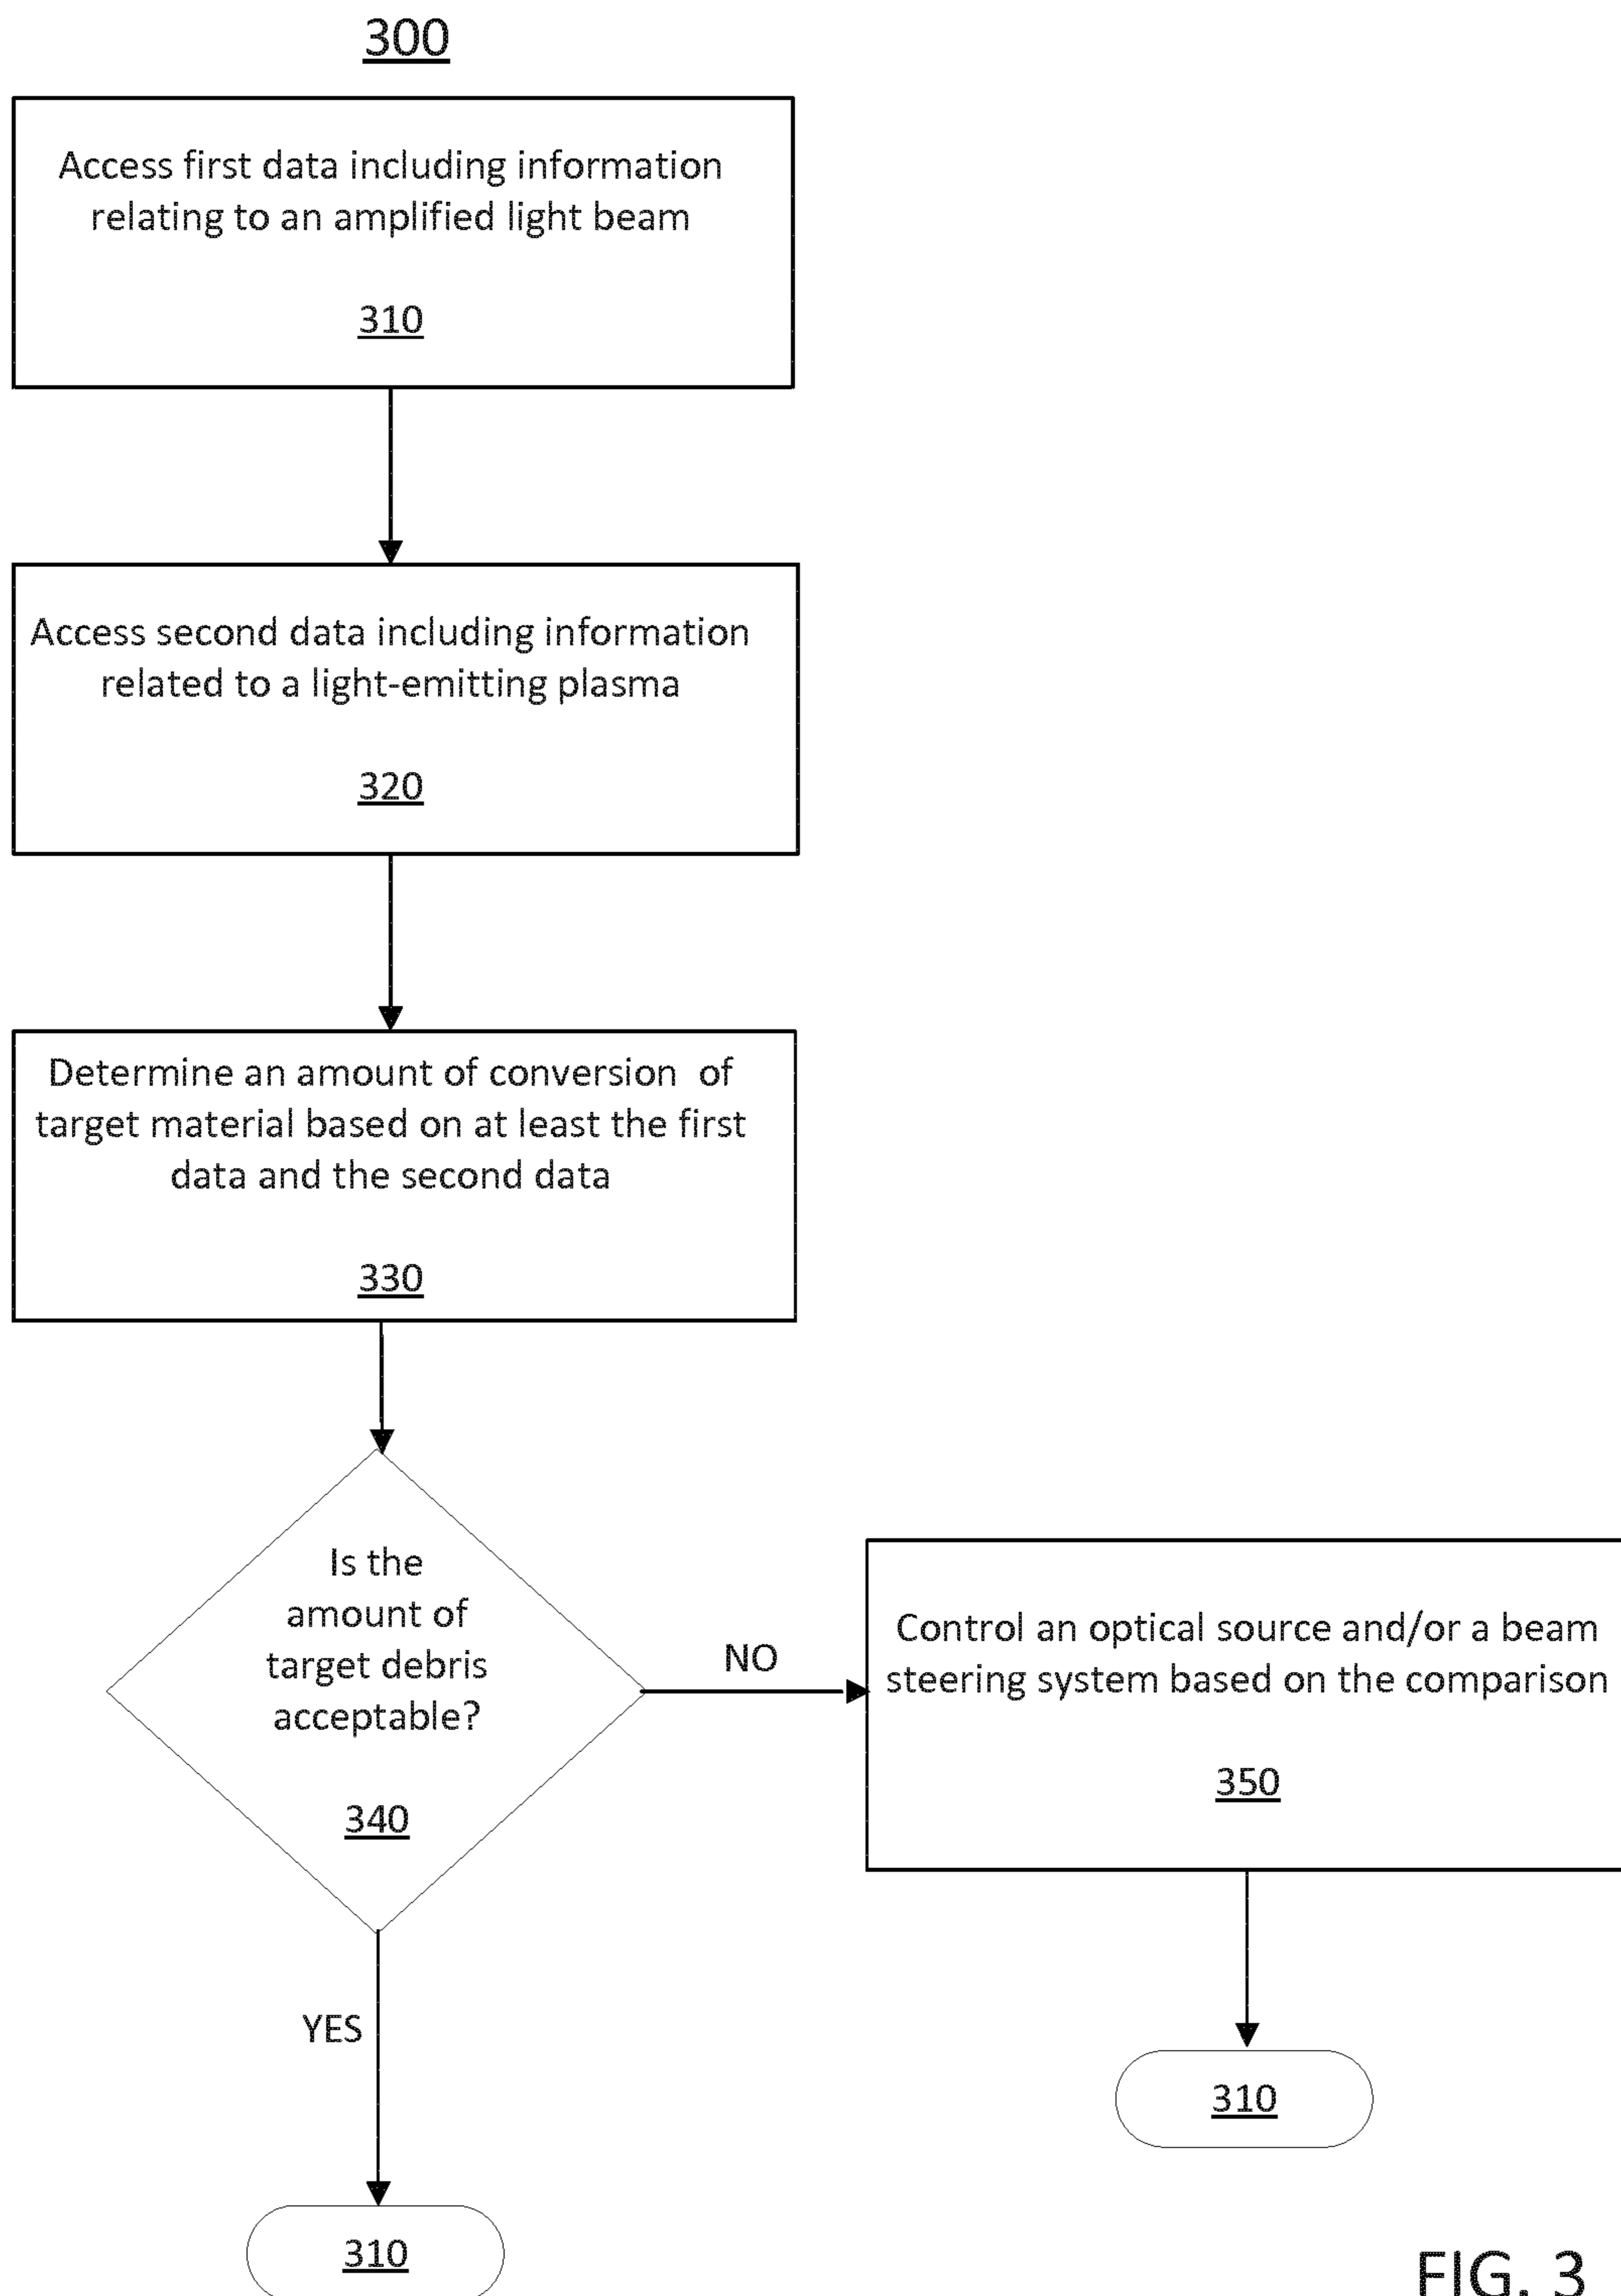 300
Access first data including information
relating to an amplified light beam
310
Access second data including information
related to a light-emitting plasma
320
Determine an amount of conversion of
target material based on at least the first
data and the second data
330
Is the
amount of
target debris
acceptable?
340
NO
Control an optical source and/or a beam
steering system based on the comparison
350
YES
310
310
FIG. 3